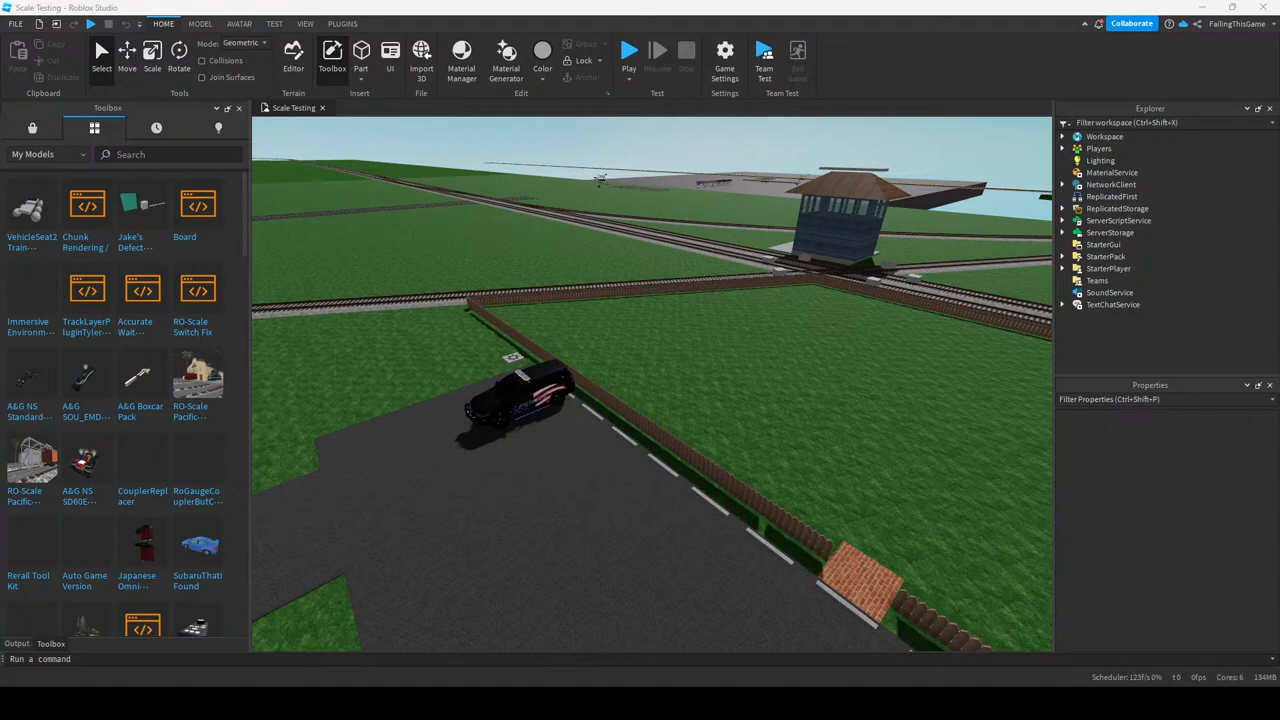 Scale Testing - Roblox Studio
FILE HOME MODEL AVATAR TEST VIEW PLUGINS Collaborate FailingThisGame
Paste Copy Cut Duplicate
Select Move Scale Rotate
Mode: Geometric
Collisions
Join Surfaces
Editor Toolbox Part UI Import 3D Material Manager Material Generator Color
Group
Lock
Anchor
Play Resume Stop Game Settings Team Test Exit Game
Clipboard Tools Terrain Insert File Edit Test Settings Team Test
Toolbox
Scale Testing
My Models Search
VehicleSeat2 Train...
Chunk Rendering /
Jake's Defect...
Board
Immersive Environm...
TrackLayerP luginTyler...
Accurate Wait...
RO-Scale Switch Fix
A&G NS Standard...
A&G SOU_EMD...
A&G Boxcar Pack
RO-Scale Pacific...
RO-Scale Pacific...
A&G NS SD60E...
CouplerRepl acer
RoGaugeCo uplerButC...
Rerail Tool Kit
Auto Game Version
Japanese Omni...
SubaruThatI Found
Output Toolbox
Run a command
Explorer
Filter workspace (Ctrl+Shift+X)
Workspace
Players
Lighting
MaterialService
NetworkClient
ReplicatedFirst
ReplicatedStorage
ServerScriptService
ServerStorage
StarterGui
StarterPack
StarterPlayer
Teams
SoundService
TextChatService
Properties
Filter Properties (Ctrl+Shift+P)
Scheduler: 123f/s 0% t 0 0fps Cores: 6 134MB